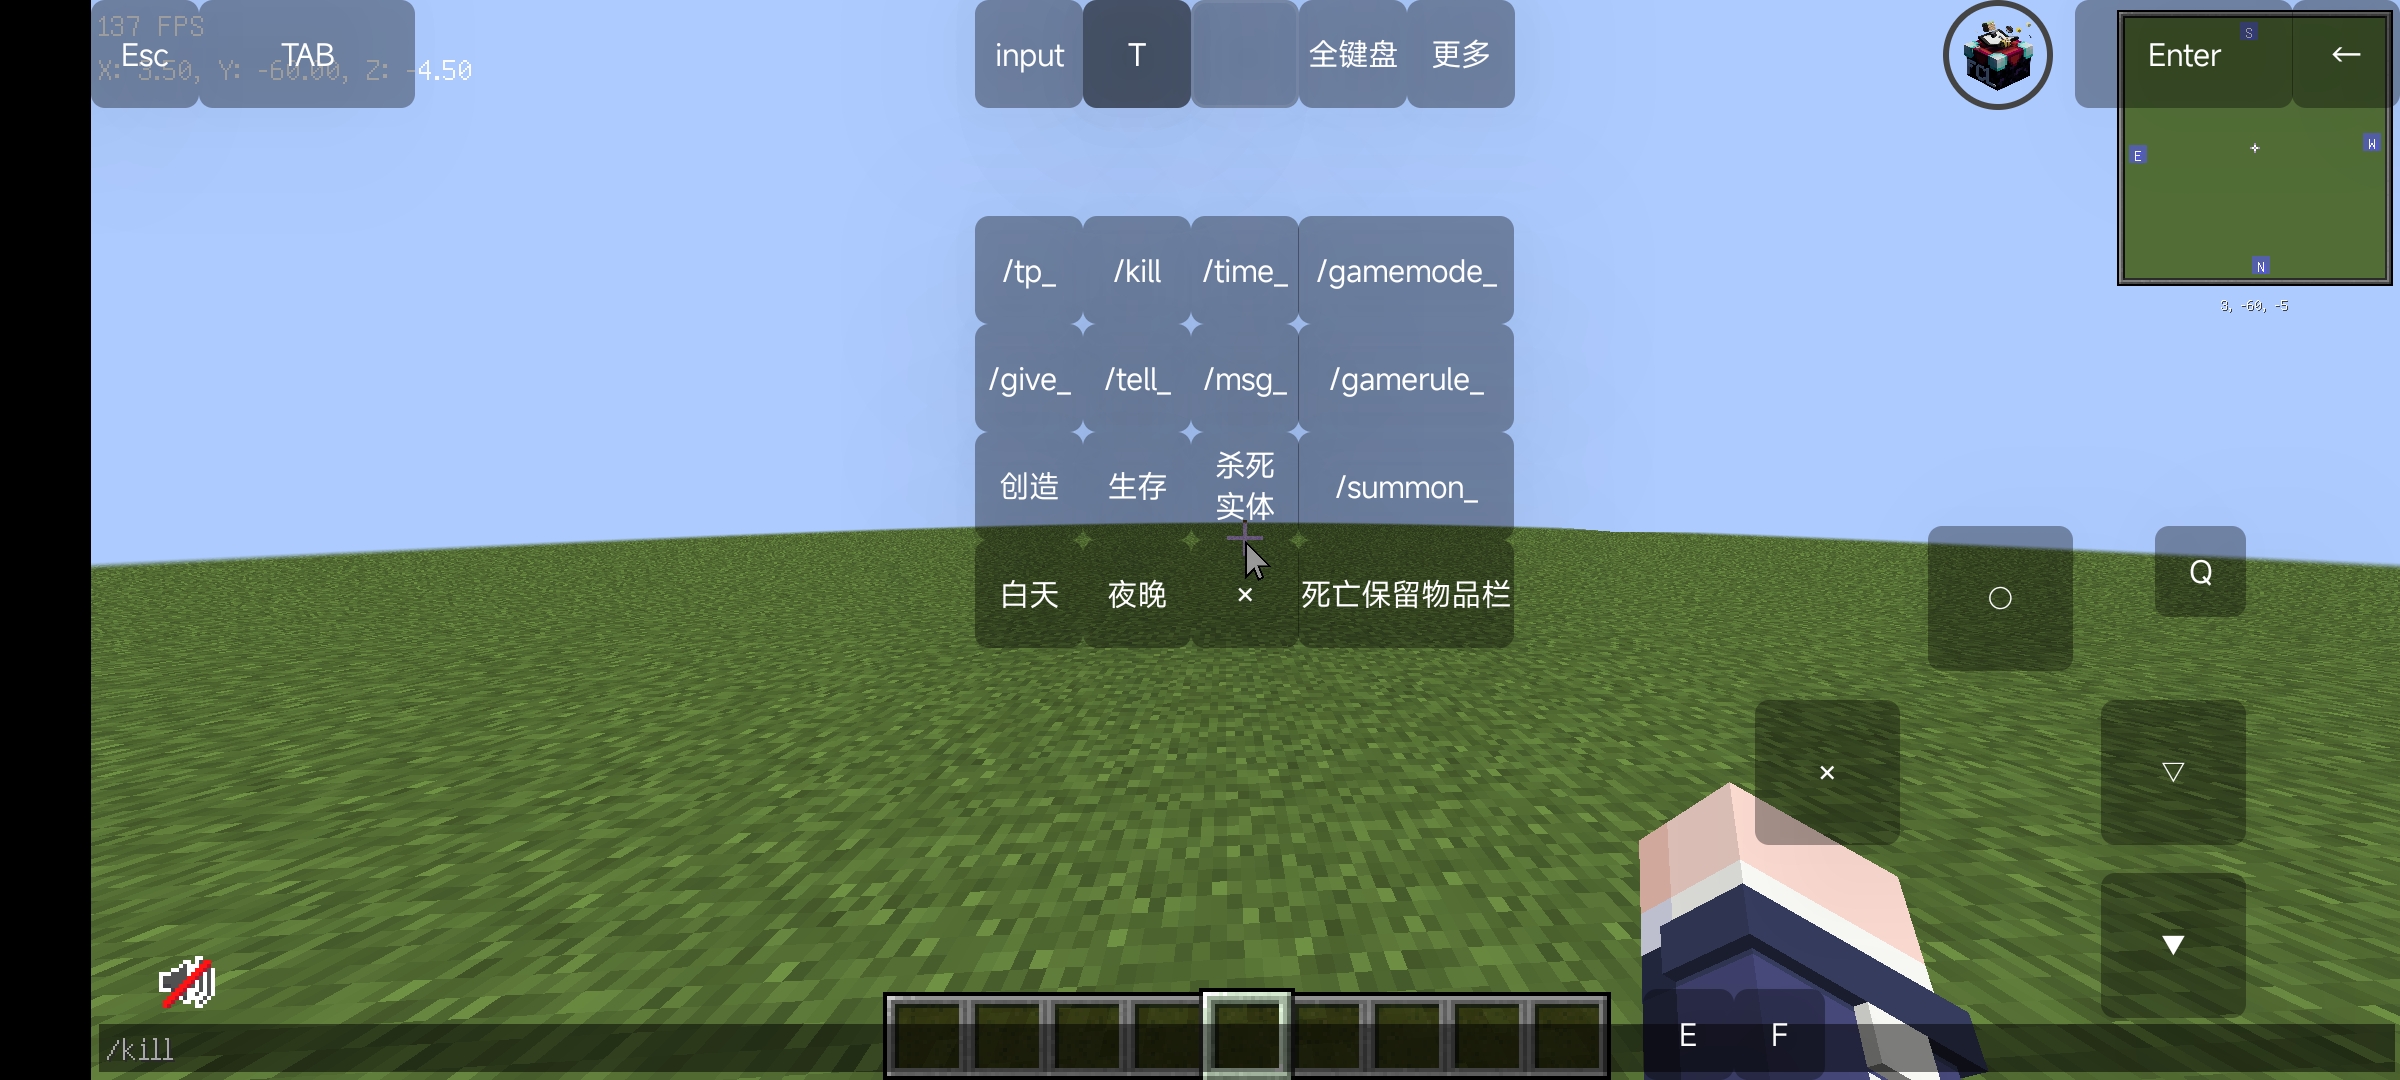 137 FPS
X: 3.50, Y: -60.00, Z: -4.50
Esc
TAB
input
T
全键盘
更多
FCL
Enter
←
S
E
W
N
3, -60, -5
/tp_
/kill
/time_
/gamemode_
/give_
/tell_
/msg_
/gamerule_
创造
生存
杀死
实体
/summon_
白天
夜晚
×
死亡保留物品栏
○
Q
×
▽
▼
E
F
/kill